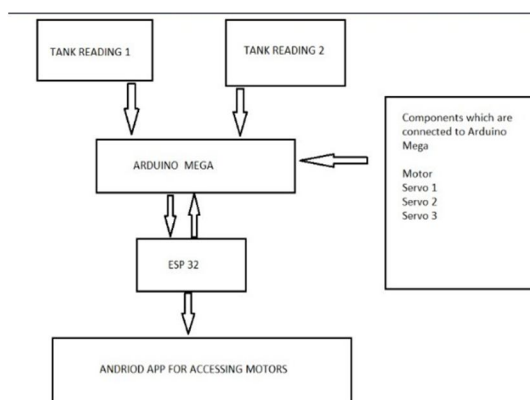 TANK READING 1
TANK READING 2
Components which are
connected to Arduino
Mega
Motor
Servo 1
Servo 2
Servo 3
ARDUINO MEGA
ESP 32
ANDRIOD APP FOR ACCESSING MOTORS